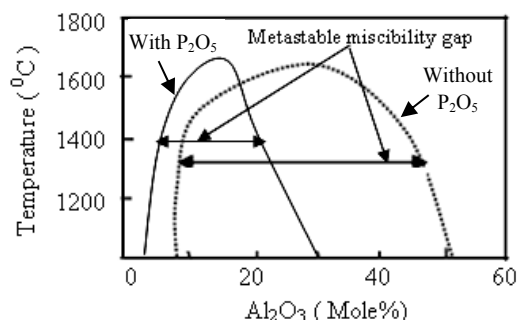 With P₂O₅
Metastable miscibility gap
Without
P₂O₅
Temperature ( ⁰C )
1800
1600
1400
1200
0
20
40
60
Al₂O₃ ( Mole%)